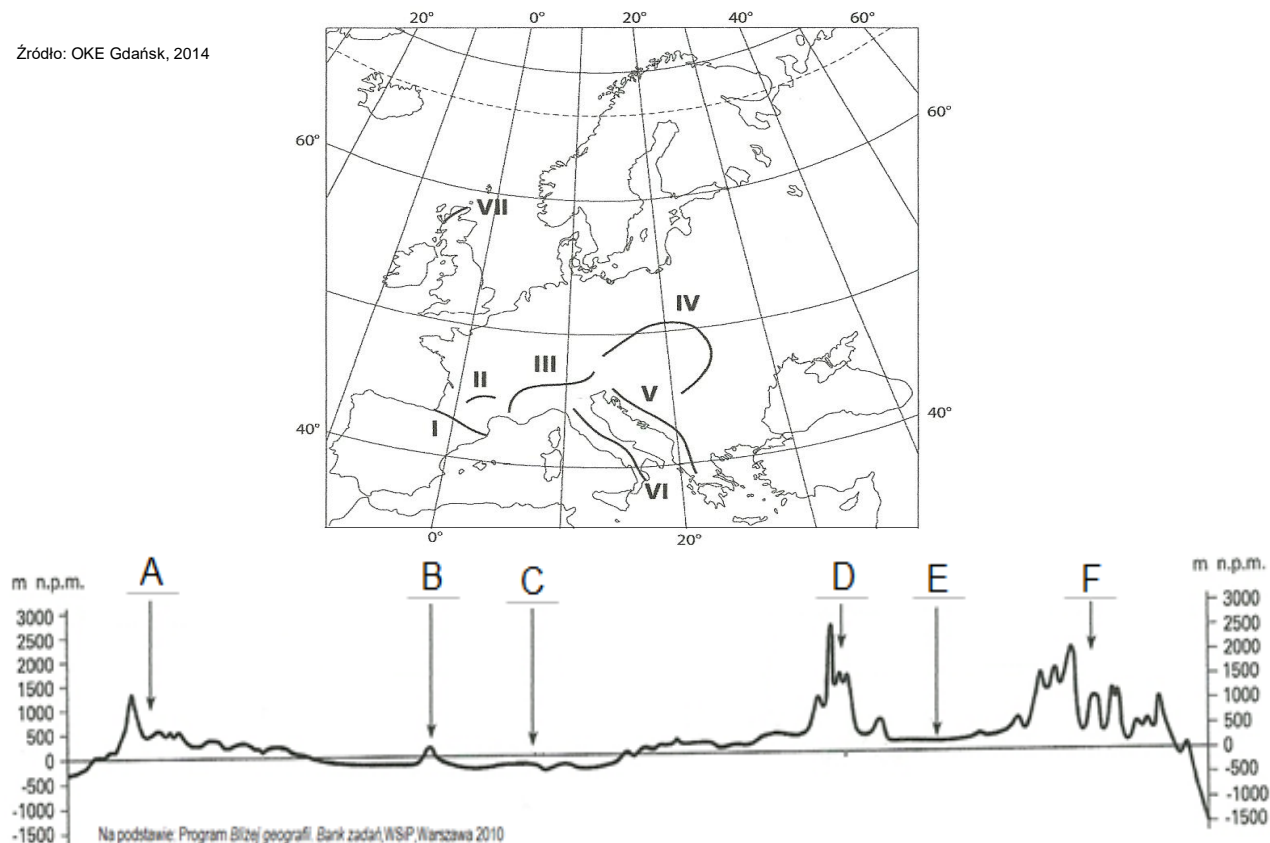 20° 0° 20° 40° 60°
Źródło: OKE Gdańsk, 2014
60°
60°
VII
IV
III
II
V
I
40°
40°
VI
0° 20°
A B C D E F
m n.p.m. m n.p.m.
3000 3000
2500 2500
2000 2000
1500 1500
1000 1000
500 500
0 0
-500 -500
-1000 -1000
-1500 -1500
Na podstawie: Program Bliżej geografii. Bank zadań, WSiP, Warszawa 2010